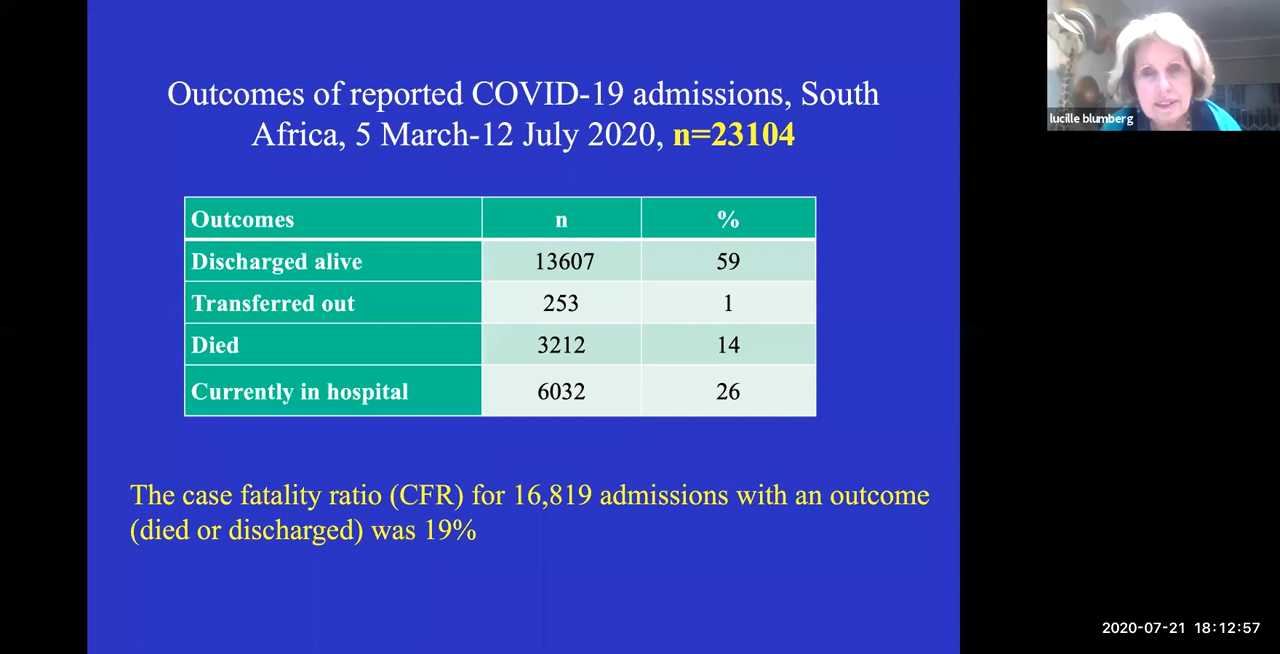 Outcomes of reported COVID-19 admissions, South
Africa, 5 March-12 July 2020, n=23104
Outcomes n %
Discharged alive 13607 59
Transferred out 253 1
Died 3212 14
Currently in hospital 6032 26
The case fatality ratio (CFR) for 16,819 admissions with an outcome
(died or discharged) was 19%
lucille blumberg
2020-07-21 18:12:57